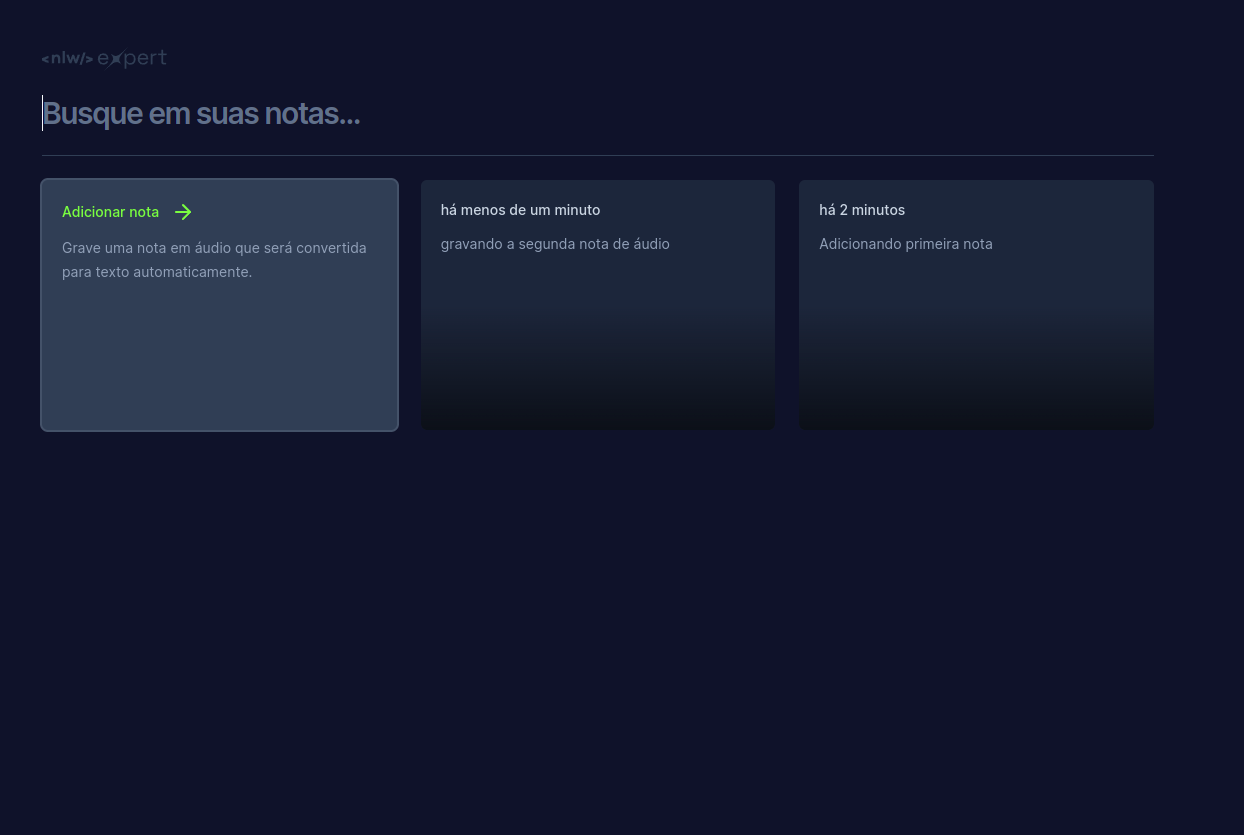 <nlw/> expert
Busque em suas notas...
Adicionar nota
Grave uma nota em áudio que será convertida
para texto automaticamente.
há menos de um minuto
gravando a segunda nota de áudio
há 2 minutos
Adicionando primeira nota